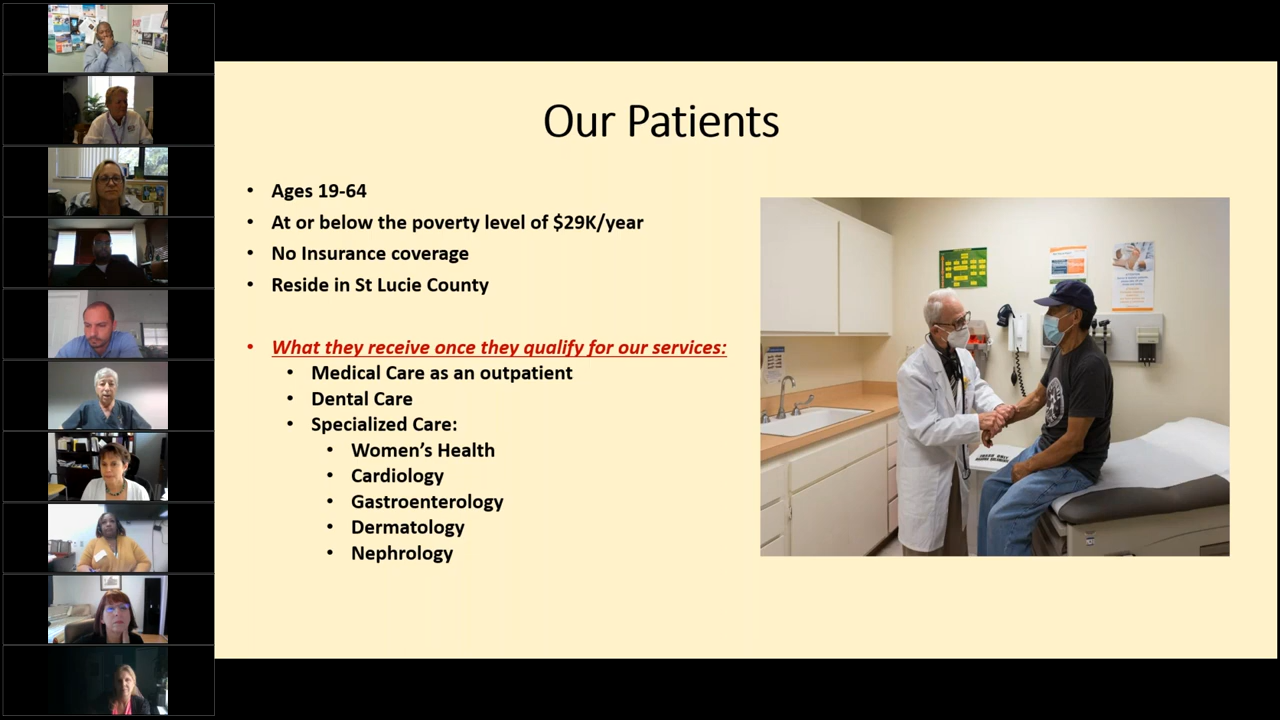 Our Patients
• Ages 19-64
• At or below the poverty level of $29K/year
• No Insurance coverage
• Reside in St Lucie County
• What they receive once they qualify for our services:
• Medical Care as an outpatient
• Dental Care
• Specialized Care:
• Women’s Health
• Cardiology
• Gastroenterology
• Dermatology
• Nephrology